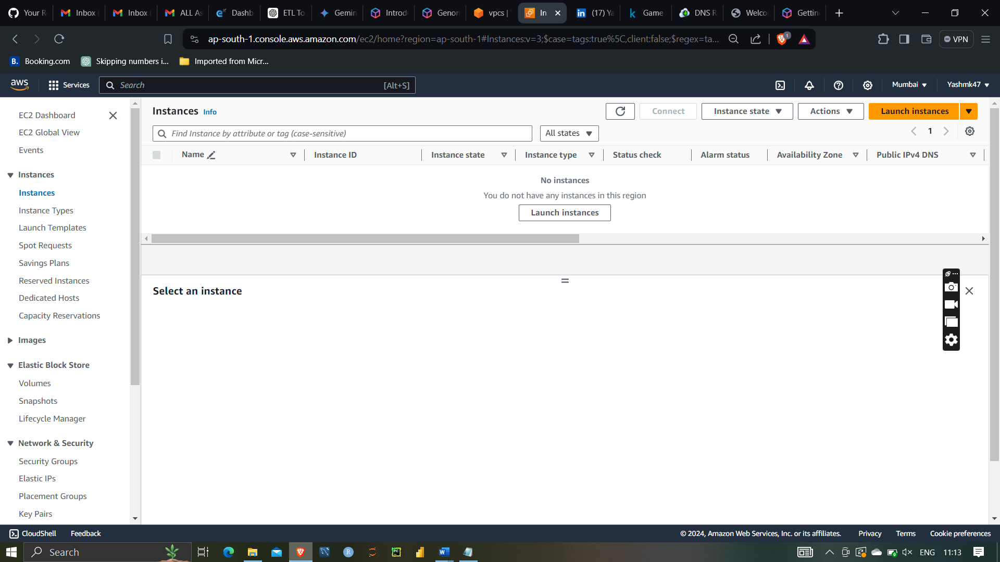 Your R
Inbox (
Inbox (
ALL As
Dashb
ETL To
Gemin
Introd
Genon
vpcs |
In
(17) Ya
Game
DNS R
Welco
Gettin
ap-south-1.console.aws.amazon.com/ec2/home?region=ap-south-1#Instances:v=3;$case=tags:true%5C,client:false;$regex=ta...
1
VPN
B. Booking.com
Skipping numbers i...
Imported from Micr...
aws
Services
Search [Alt+S]
Mumbai
Yashmk47
EC2 Dashboard
EC2 Global View
Events
Instances
Instances
Instance Types
Launch Templates
Spot Requests
Savings Plans
Reserved Instances
Dedicated Hosts
Capacity Reservations
Images
Elastic Block Store
Volumes
Snapshots
Lifecycle Manager
Network & Security
Security Groups
Elastic IPs
Placement Groups
Key Pairs
Instances Info
Connect
Instance state
Actions
Launch instances
Find Instance by attribute or tag (case-sensitive)
All states
1
Name
Instance ID
Instance state
Instance type
Status check
Alarm status
Availability Zone
Public IPv4 DNS
No instances
You do not have any instances in this region
Launch instances
Select an instance
CloudShell
Feedback
© 2024, Amazon Web Services, Inc. or its affiliates.
Privacy
Terms
Cookie preferences
Search
ENG
11:13